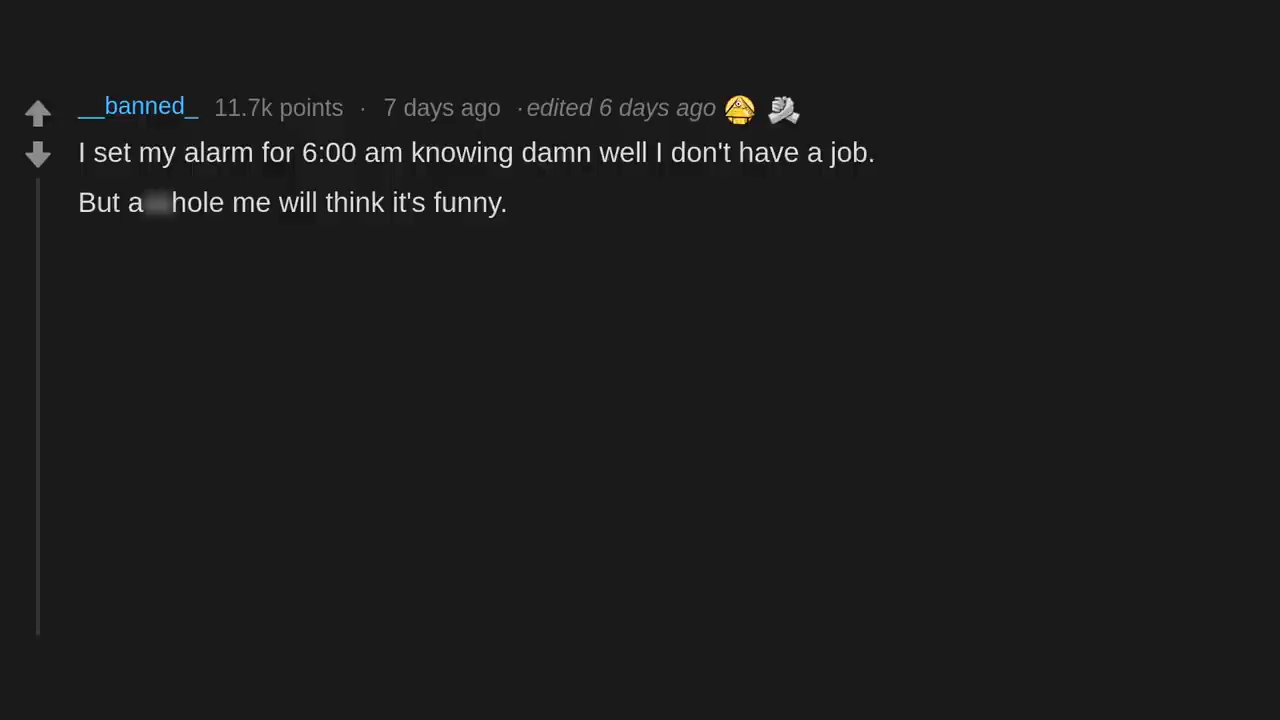 __banned_ 11.7k points · 7 days ago · edited 6 days ago
I set my alarm for 6:00 am knowing damn well I don't have a job.
But a hole me will think it's funny.